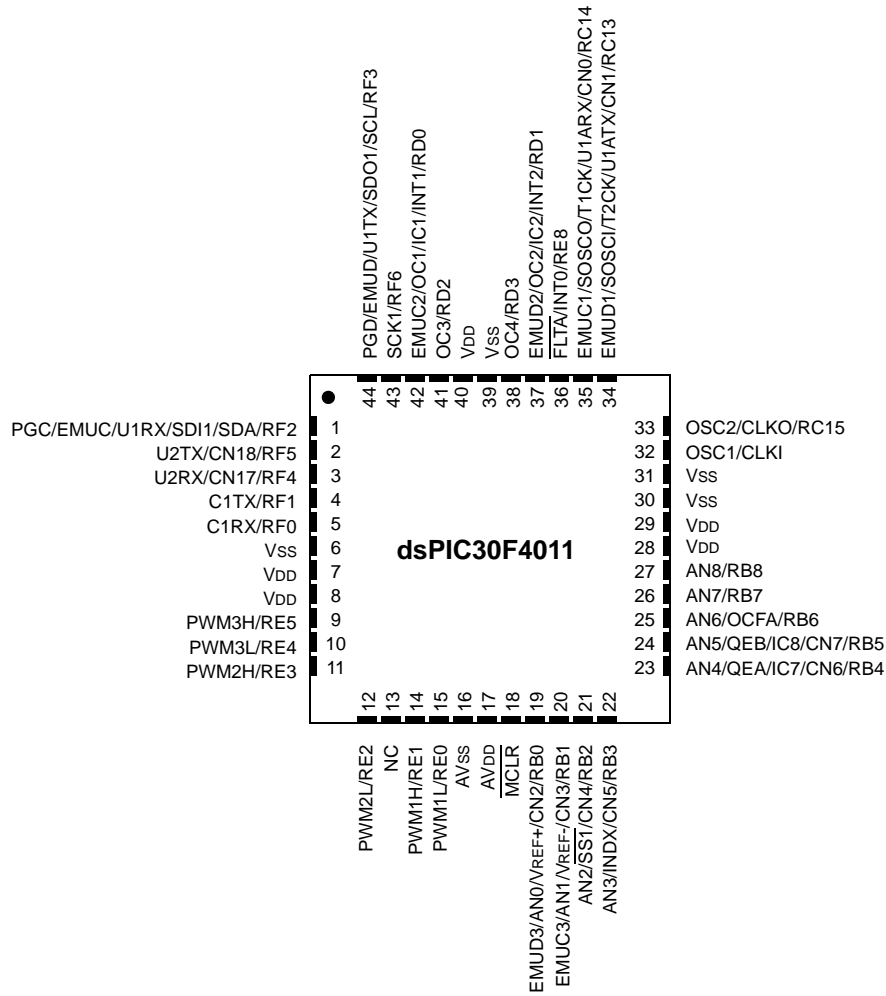 PGD/EMUD/U1TX/SDO1/SCL/RF3
SCK1/RF6
EMUC2/OC1/IC1/INT1/RD0
OC3/RD2
VDD
VSS
OC4/RD3
EMUD2/OC2/IC2/INT2/RD1
FLTA/INT0/RE8
EMUC1/SOSCO/T1CK/U1ARX/CN0/RC14
EMUD1/SOSCI/T2CK/U1ATX/CN1/RC13
44
43
42
41
40
39
38
37
36
35
34
PGC/EMUC/U1RX/SDI1/SDA/RF2 1
U2TX/CN18/RF5 2
U2RX/CN17/RF4 3
C1TX/RF1 4
C1RX/RF0 5
VSS 6
VDD 7
VDD 8
PWM3H/RE5 9
PWM3L/RE4 10
PWM2H/RE3 11
dsPIC30F4011
33 OSC2/CLKO/RC15
32 OSC1/CLKI
31 VSS
30 VSS
29 VDD
28 VDD
27 AN8/RB8
26 AN7/RB7
25 AN6/OCFA/RB6
24 AN5/QEB/IC8/CN7/RB5
23 AN4/QEA/IC7/CN6/RB4
12
13
14
15
16
17
18
19
20
21
22
PWM2L/RE2
NC
PWM1H/RE1
PWM1L/RE0
AVSS
AVDD
MCLR
EMUD3/AN0/VREF+/CN2/RB0
EMUC3/AN1/VREF-/CN3/RB1
AN2/SS1/CN4/RB2
AN3/INDX/CN5/RB3